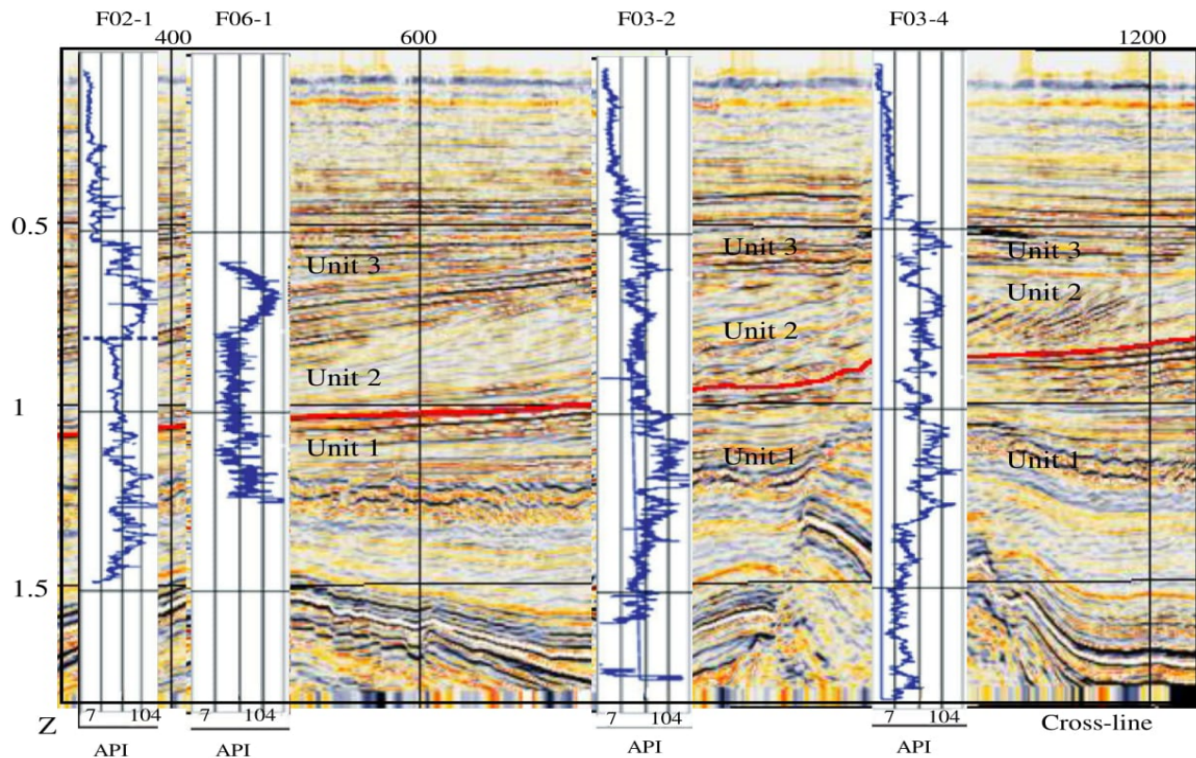 F02-1 F06-1 F03-2 F03-4
400 600 1200
0.5
Unit 3 Unit 3 Unit 3
Unit 2
Unit 2
Unit 2
1
Unit 1 Unit 1 Unit 1
1.5
Z 7 104 7 104 7 104 7 104 Cross-line
API API API API